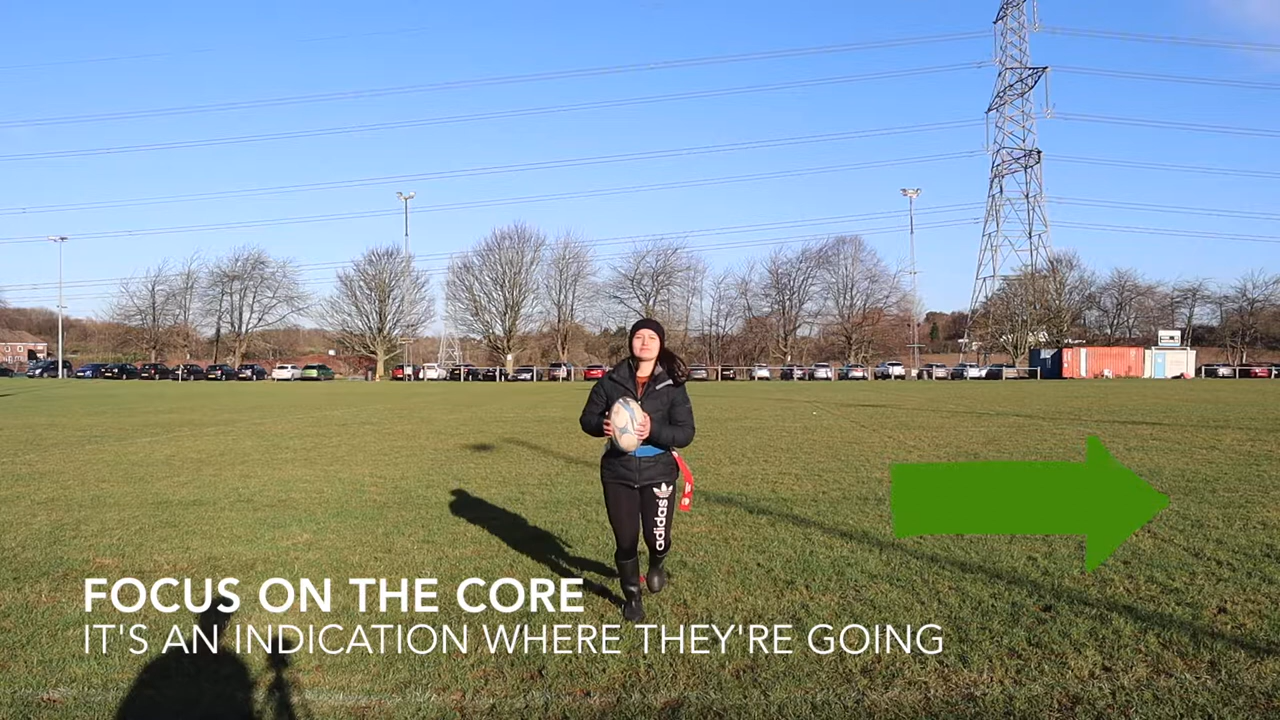 adidas
FOCUS ON THE CORE
IT'S AN INDICATION WHERE THEY'RE GOING